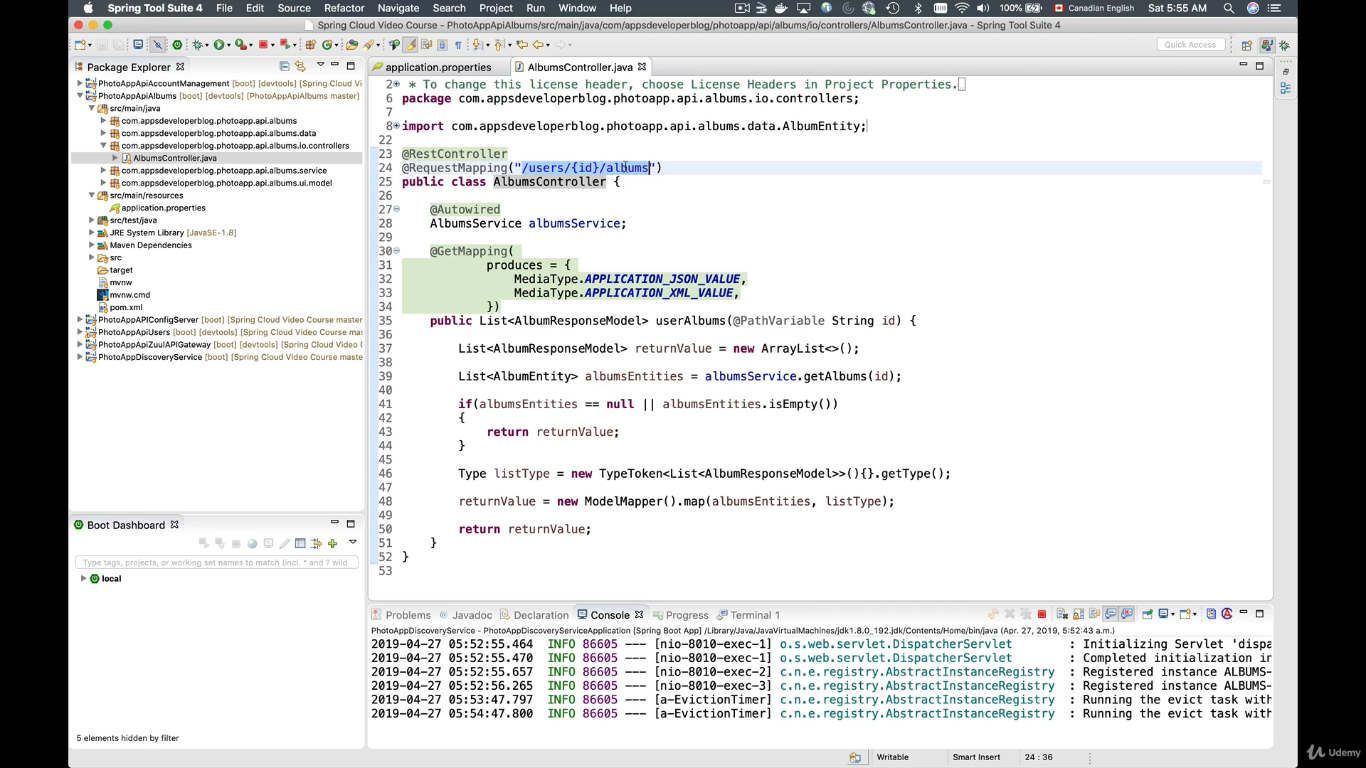 Spring Tool Suite 4 File Edit Source Refactor Navigate Search Project Run Window Help 100% Canadian English Sat 5:55 AM
Spring Cloud Video Course - PhotoAppApiAlbums/src/main/java/com/appsdeveloperblog/photoapp/api/albums/io/controllers/AlbumsController.java - Spring Tool Suite 4
Quick Access
Package Explorer
PhotoAppApiAccountManagement [boot] [devtools] [Spring Cloud Vi
PhotoAppApiAlbums [boot] [devtools] [PhotoAppApiAlbums master]
src/main/java
com.appsdeveloperblog.photoapp.api.albums
com.appsdeveloperblog.photoapp.api.albums.data
com.appsdeveloperblog.photoapp.api.albums.io.controllers
AlbumsController.java
com.appsdeveloperblog.photoapp.api.albums.service
com.appsdeveloperblog.photoapp.api.albums.ui.model
src/main/resources
application.properties
src/test/java
JRE System Library [JavaSE-1.8]
Maven Dependencies
src
target
mvnw
mvnw.cmd
pom.xml
PhotoAppAPIConfigServer [boot] [Spring Cloud Video Course master
PhotoAppApiUsers [boot] [devtools] [Spring Cloud Video Course mas
PhotoAppApiZuulAPIGateway [boot] [devtools] [Spring Cloud Video C
PhotoAppDiscoveryService [boot] [Spring Cloud Video Course maste
application.properties AlbumsController.java
2 * To change this license header, choose License Headers in Project Properties.
6 package com.appsdeveloperblog.photoapp.api.albums.io.controllers;
7
8 import com.appsdeveloperblog.photoapp.api.albums.data.AlbumEntity;
22
23 @RestController
24 @RequestMapping("/users/{id}/albums")
25 public class AlbumsController {
26
27 @Autowired
28 AlbumsService albumsService;
29
30 @GetMapping(
31 produces = {
32 MediaType.APPLICATION_JSON_VALUE,
33 MediaType.APPLICATION_XML_VALUE,
34 })
35 public List<AlbumResponseModel> userAlbums(@PathVariable String id) {
36
37 List<AlbumResponseModel> returnValue = new ArrayList<>();
38
39 List<AlbumEntity> albumsEntities = albumsService.getAlbums(id);
40
41 if(albumsEntities == null || albumsEntities.isEmpty())
42 {
43 return returnValue;
44 }
45
46 Type listType = new TypeToken<List<AlbumResponseModel>>(){}.getType();
47
48 returnValue = new ModelMapper().map(albumsEntities, listType);
49
50 return returnValue;
51 }
52 }
53
Boot Dashboard
Type tags, projects, or working set names to match (incl. * and ? wild
local
5 elements hidden by filter
Problems Javadoc Declaration Console Progress Terminal 1
PhotoAppDiscoveryService - PhotoAppDiscoveryServiceApplication [Spring Boot App] /Library/Java/JavaVirtualMachines/jdk1.8.0_192.jdk/Contents/Home/bin/java (Apr. 27, 2019, 5:52:43 a.m.)
2019-04-27 05:52:55.464 INFO 86605 --- [nio-8010-exec-1] o.s.web.servlet.DispatcherServlet : Initializing Servlet 'dispa
2019-04-27 05:52:55.470 INFO 86605 --- [nio-8010-exec-1] o.s.web.servlet.DispatcherServlet : Completed initialization in
2019-04-27 05:52:55.657 INFO 86605 --- [nio-8010-exec-2] c.n.e.registry.AbstractInstanceRegistry : Registered instance ALBUMS-
2019-04-27 05:52:56.265 INFO 86605 --- [nio-8010-exec-3] c.n.e.registry.AbstractInstanceRegistry : Registered instance ALBUMS-
2019-04-27 05:53:47.797 INFO 86605 --- [a-EvictionTimer] c.n.e.registry.AbstractInstanceRegistry : Running the evict task with
2019-04-27 05:54:47.800 INFO 86605 --- [a-EvictionTimer] c.n.e.registry.AbstractInstanceRegistry : Running the evict task with
Writable Smart Insert 24 : 36
Udemy